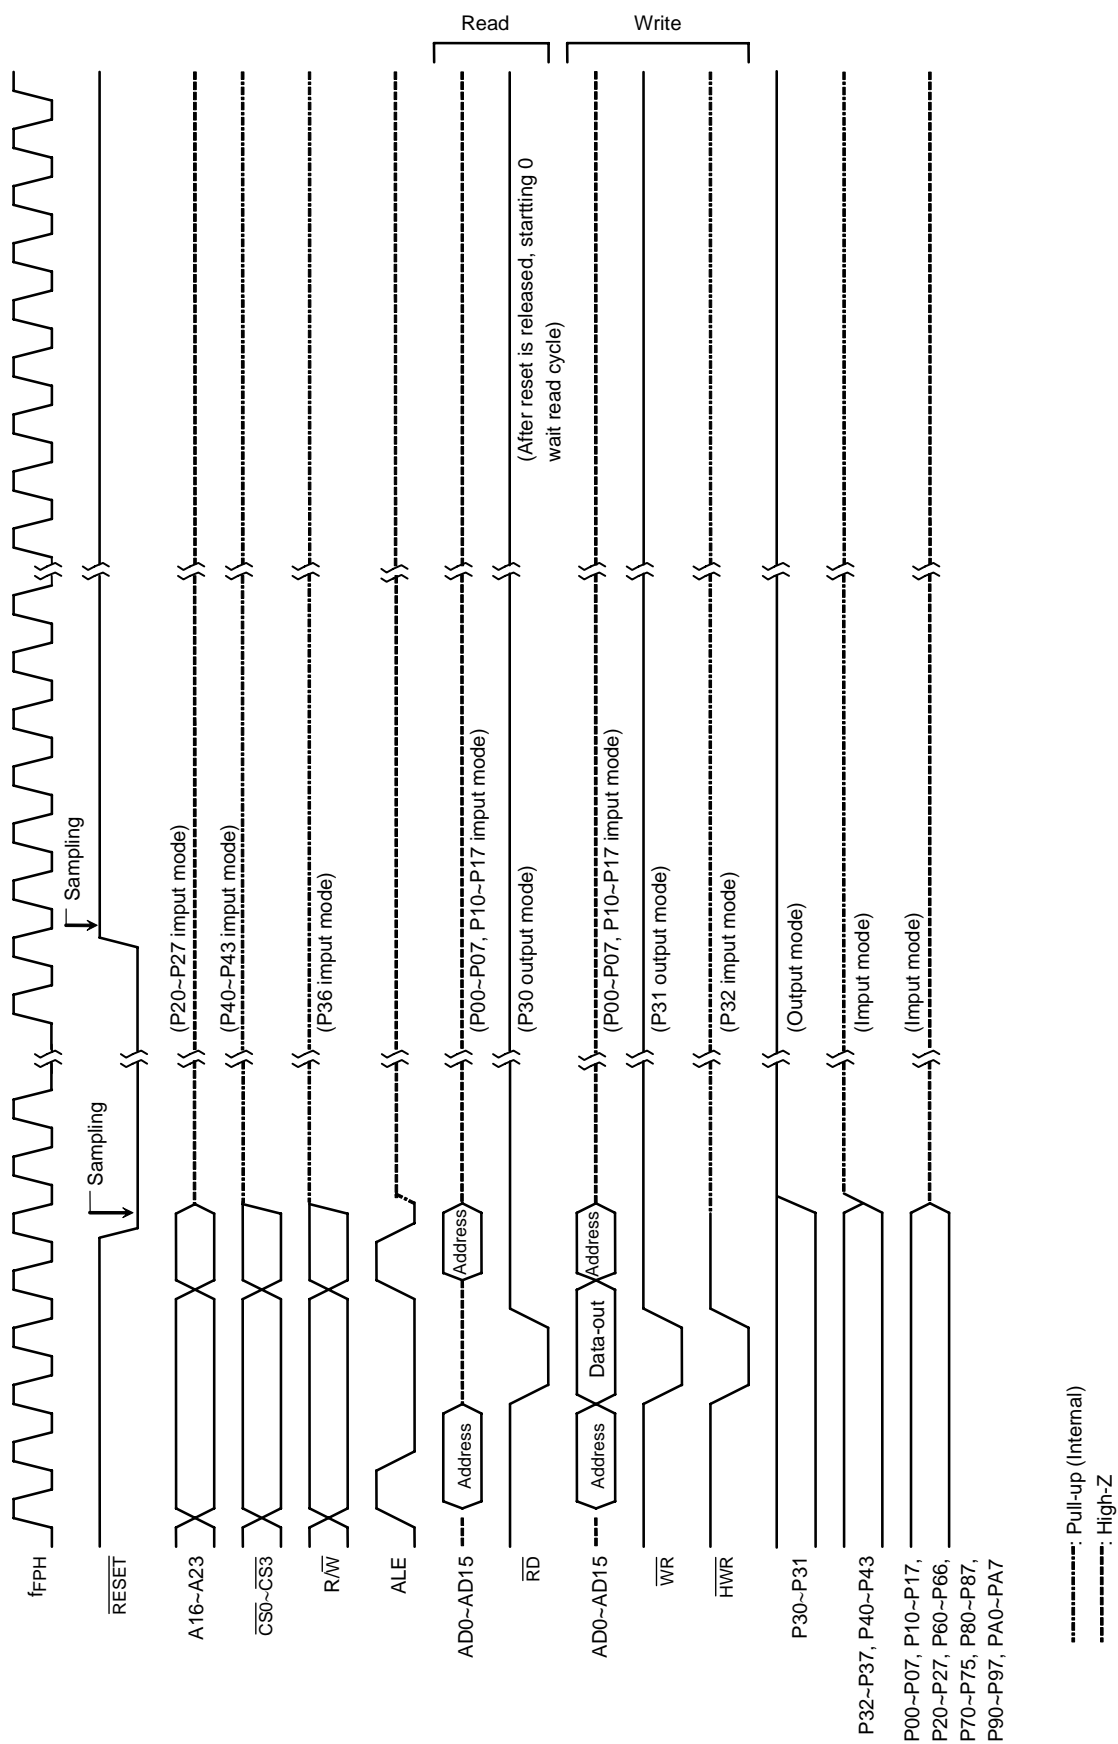 fFPH
RESET
Sampling
Sampling
A16~A23
(P20~P27 imput mode)
CS0~CS3
(P40~P43 imput mode)
R/W
(P36 imput mode)
ALE
Read
AD0~AD15
Address
Address
(P00~P07, P10~P17 imput mode)
RD
(P30 output mode)
(After reset is released, startting 0
wait read cycle)
Write
AD0~AD15
Address
Data-out
Address
(P00~P07, P10~P17 imput mode)
WR
(P31 output mode)
HWR
(P32 imput mode)
P30~P31
(Output mode)
P32~P37, P40~P43
(Imput mode)
P00~P07, P10~P17,
P20~P27, P60~P66,
P70~P75, P80~P87,
P90~P97, PA0~PA7
(Imput mode)
: Pull-up (Internal)
: High-Z